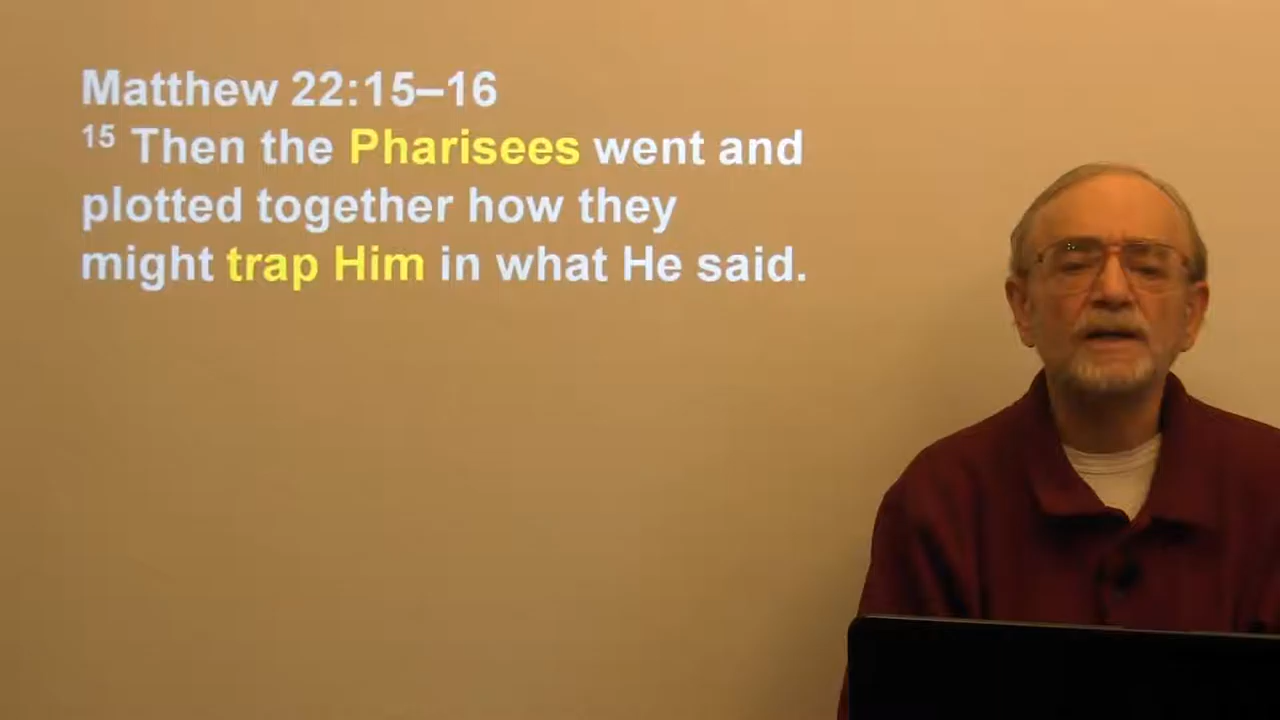 Matthew 22:15–16
15 Then the Pharisees went and
plotted together how they
might trap Him in what He said.